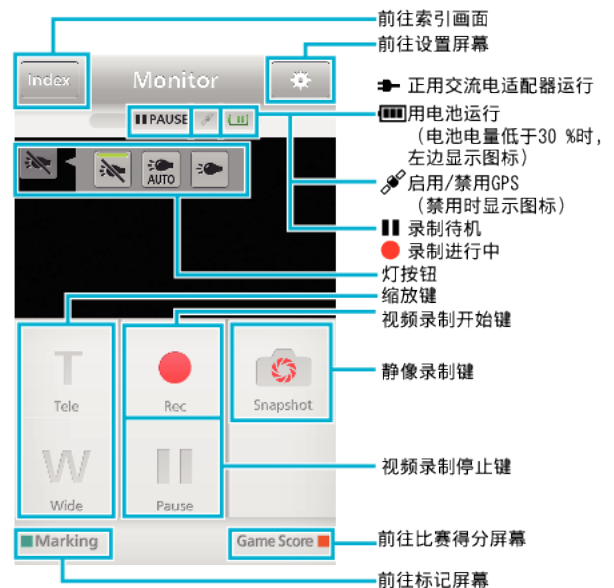 前往索引画面
前往设置屏幕
Index
Monitor
正用交流电适配器运行
PAUSE
用电池运行
（电池电量低于30 %时，
左边显示图标）
AUTO
启用/禁用GPS
（禁用时显示图标）
录制待机
录制进行中
灯按钮
缩放键
视频录制开始键
T
Tele
Rec
Snapshot
静像录制键
W
Wide
Pause
视频录制停止键
Marking
Game Score
前往比赛得分屏幕
前往标记屏幕